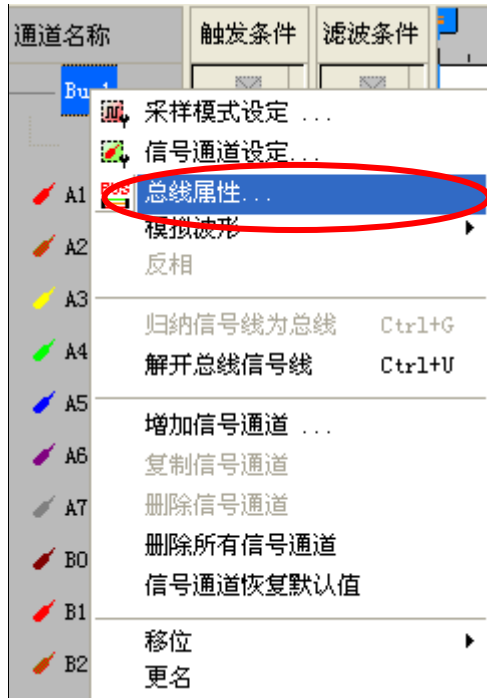 通道名称 触发条件 滤波条件
采样模式设定 ...
信号通道设定...
总线属性...
A1
模拟波形
A2
反相
A3
归纳信号线为总线 Ctrl+G
A4
解开总线信号线 Ctrl+U
A5
增加信号通道 ...
A6
复制信号通道
A7
删除信号通道
B0
删除所有信号通道
信号通道恢复默认值
B1
移位
B2
更名